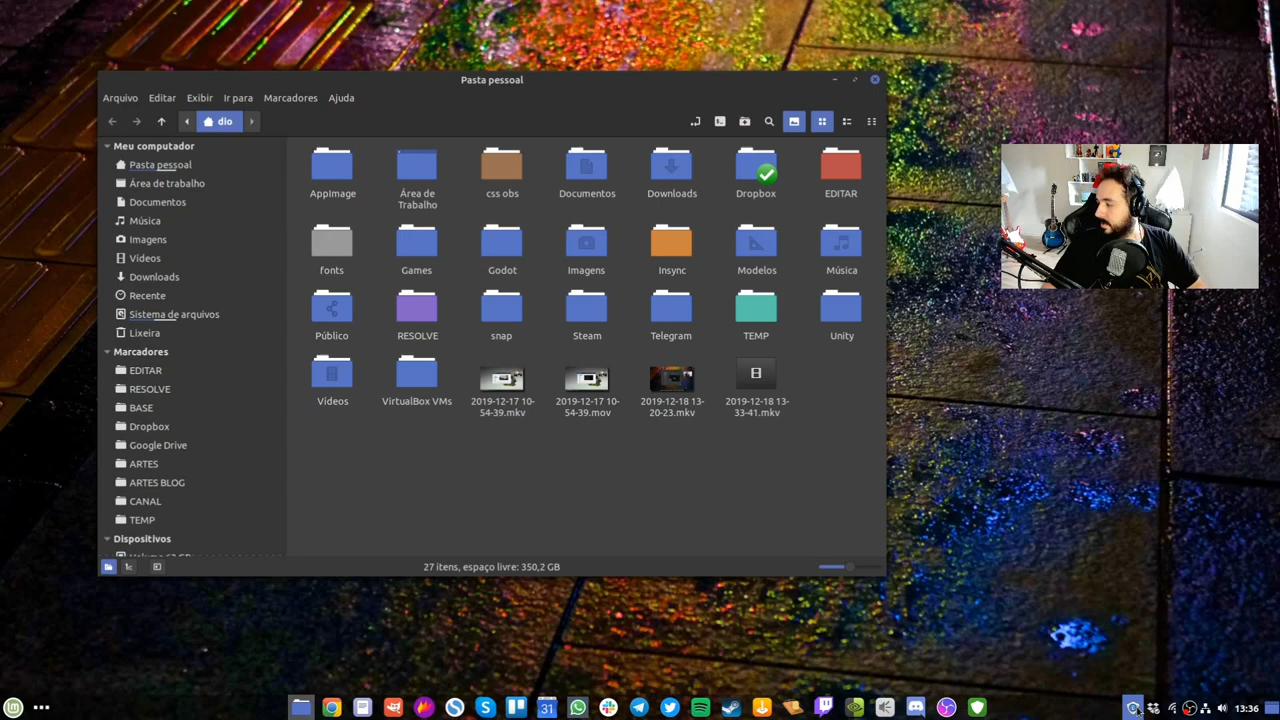 Pasta pessoal
Arquivo Editar Exibir Ir para Marcadores Ajuda
dio
Meu computador
Pasta pessoal
Área de trabalho
Documentos
Música
Imagens
Vídeos
Downloads
Recente
Sistema de arquivos
Lixeira
Marcadores
EDITAR
RESOLVE
BASE
Dropbox
Google Drive
ARTES
ARTES BLOG
CANAL
TEMP
Dispositivos
AppImage
Área de
Trabalho
css obs
Documentos
Downloads
Dropbox
EDITAR
fonts
Games
Godot
Imagens
Insync
Modelos
Música
Público
RESOLVE
snap
Steam
Telegram
TEMP
Unity
Vídeos
VirtualBox VMs
2019-12-17 10-
54-39.mkv
2019-12-17 10-
54-39.mov
2019-12-18 13-
20-23.mkv
2019-12-18 13-
33-41.mkv
27 itens, espaço livre: 350,2 GB
31
13:36